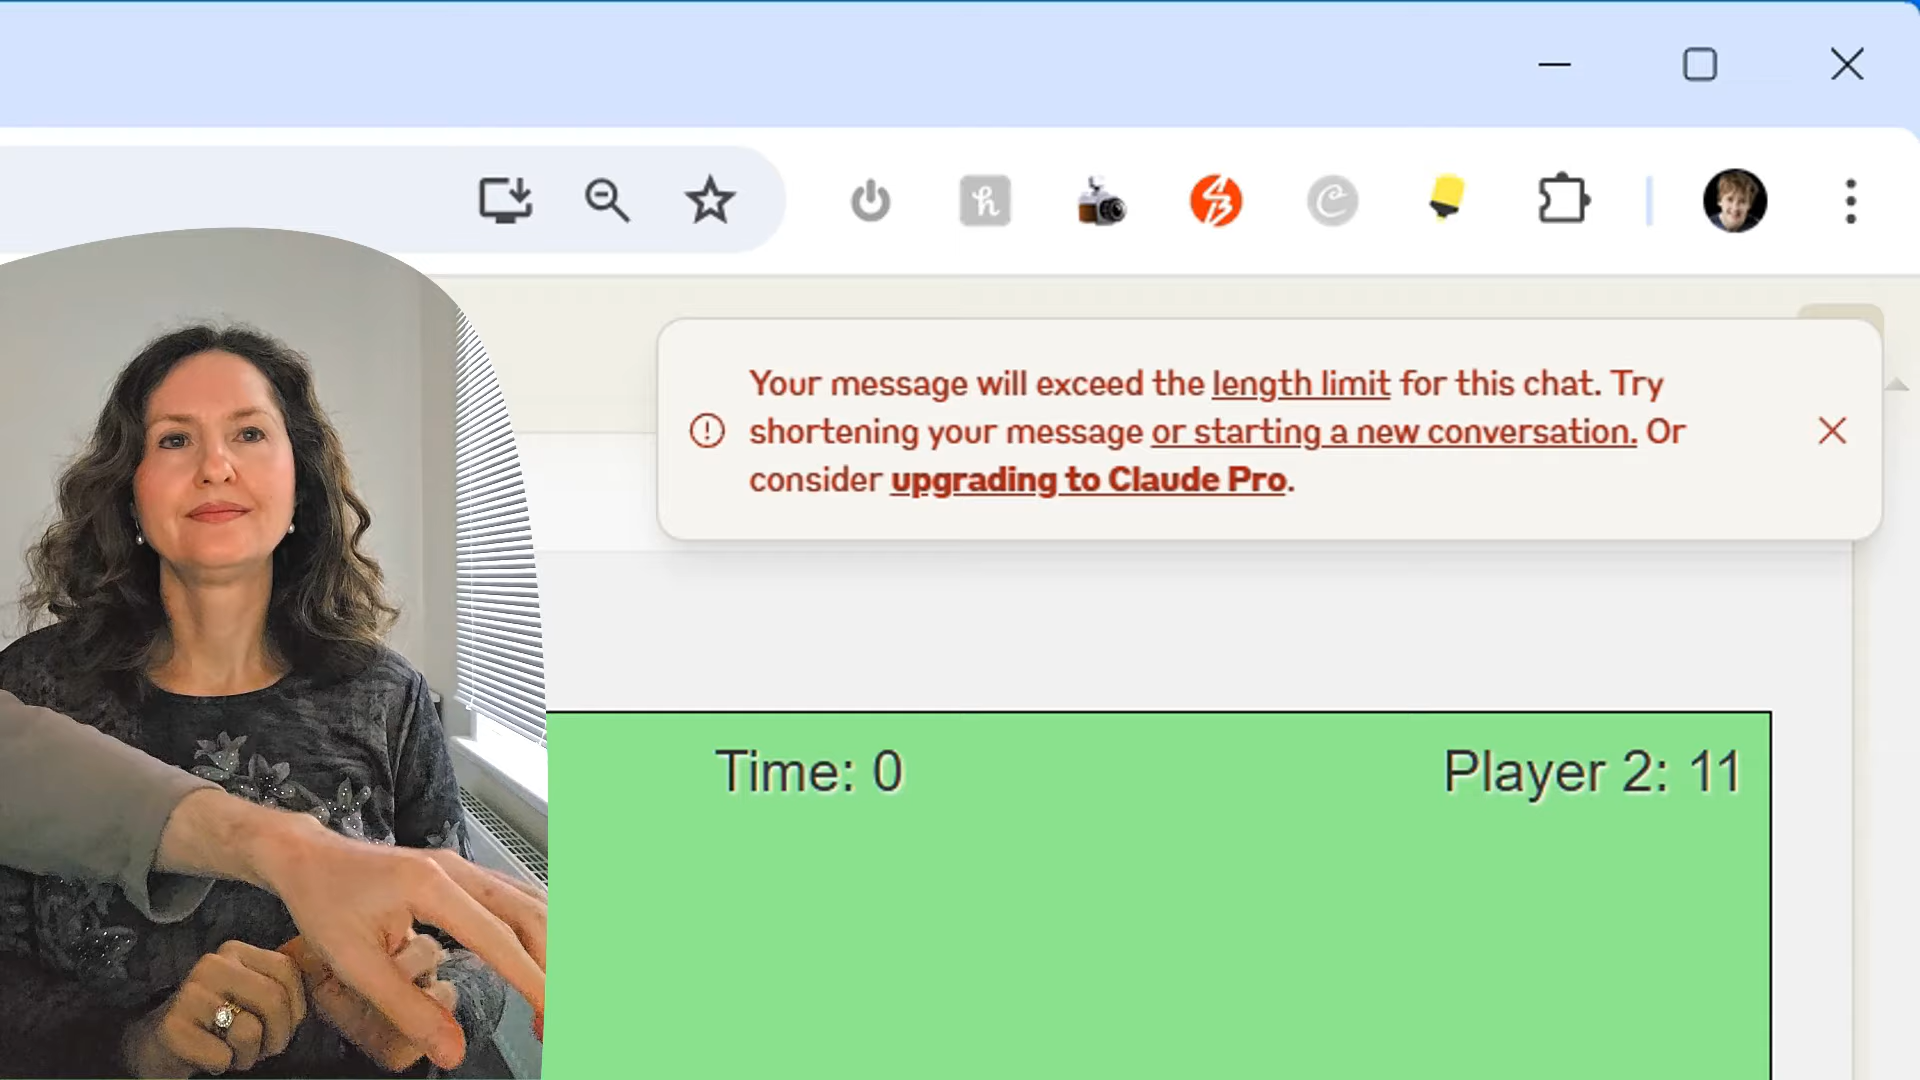 Your message will exceed the length limit for this chat. Try
shortening your message or starting a new conversation. Or
consider upgrading to Claude Pro.
Time: 0
Player 2: 11